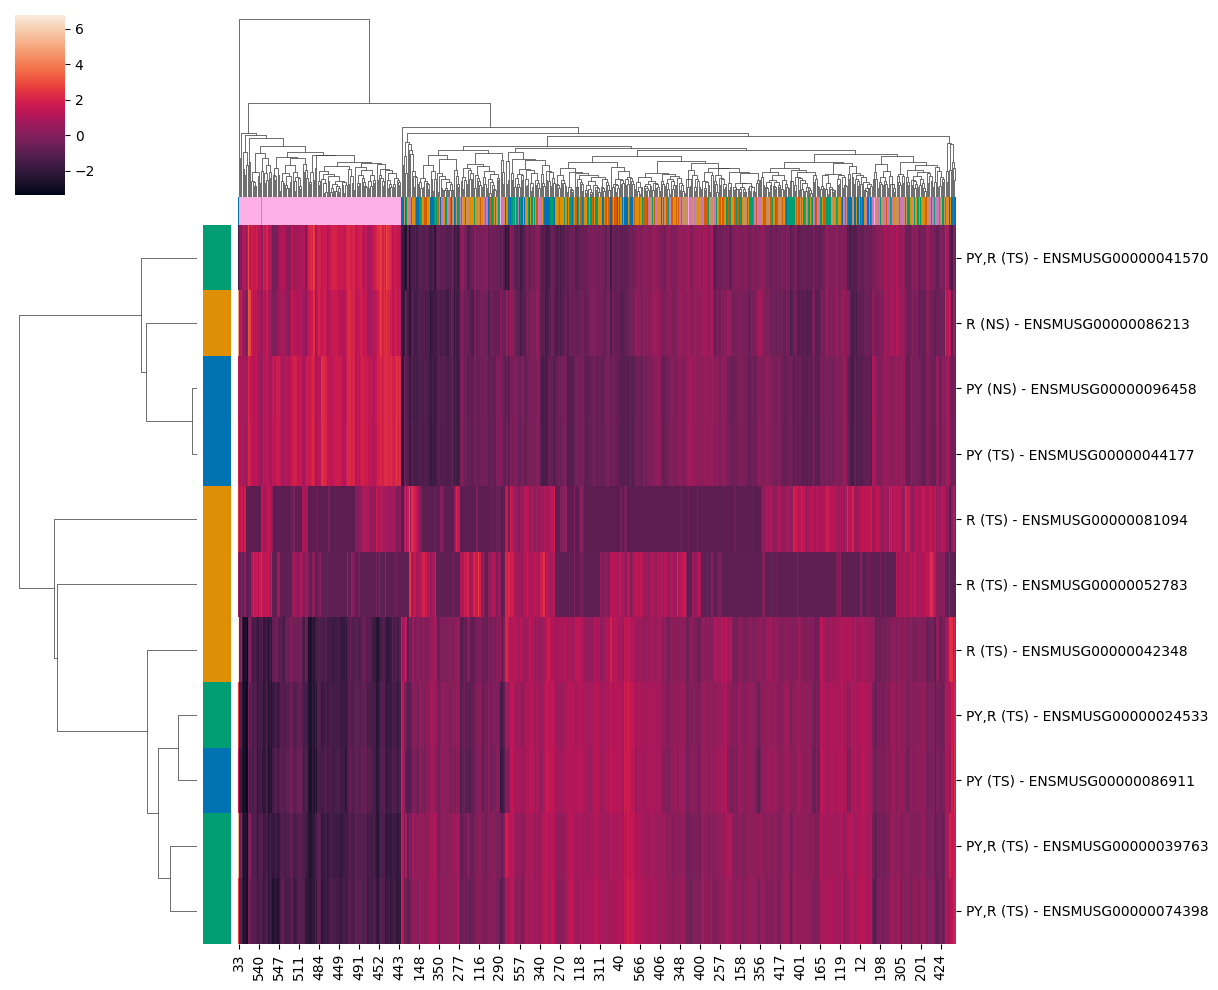 6
4
2
0
−2
PY,R (TS) - ENSMUSG00000041570
R (NS) - ENSMUSG00000086213
PY (NS) - ENSMUSG00000096458
PY (TS) - ENSMUSG00000044177
R (TS) - ENSMUSG00000081094
R (TS) - ENSMUSG00000052783
R (TS) - ENSMUSG00000042348
PY,R (TS) - ENSMUSG00000024533
PY (TS) - ENSMUSG00000086911
PY,R (TS) - ENSMUSG00000039763
PY,R (TS) - ENSMUSG00000074398
33 540 547 511 484 449 491 452 443 148 350 277 116 290 557 340 270 118 311 40 566 406 348 400 257 158 356 417 401 165 119 12 198 305 201 424